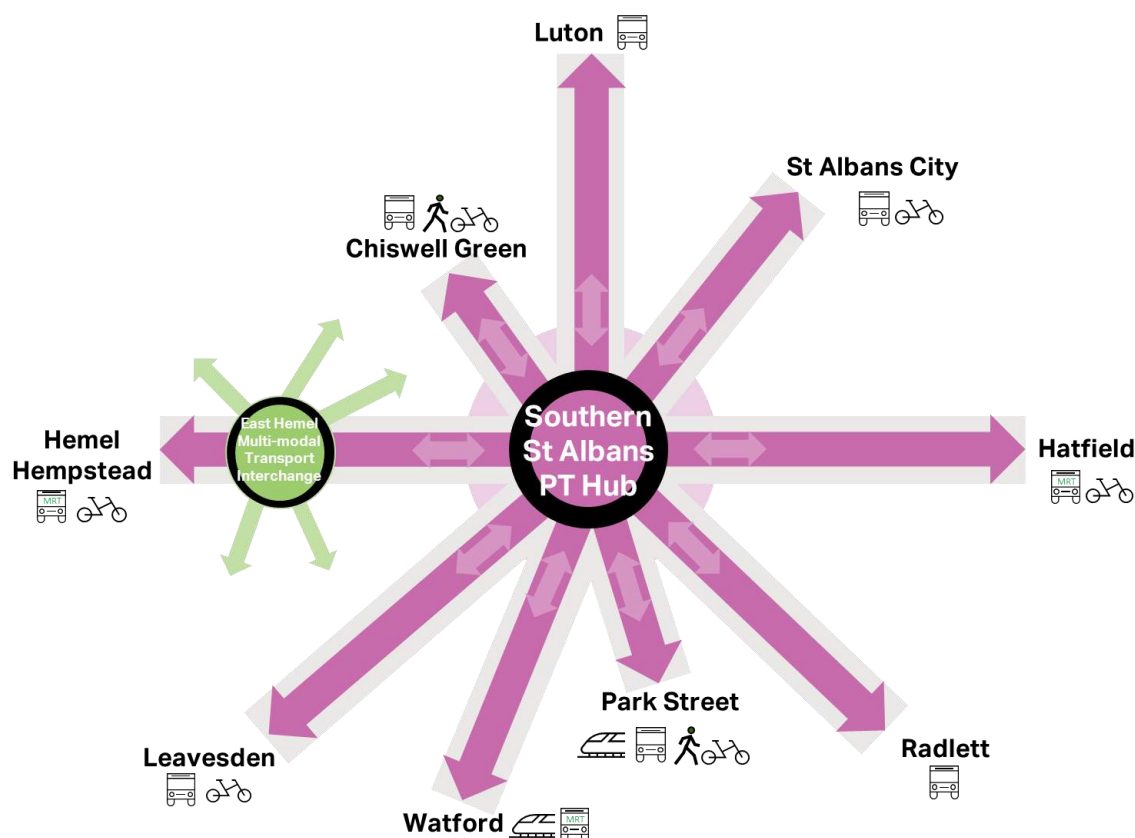 Luton
St Albans City
Chiswell Green
Southern
St Albans
PT Hub
East Hemel
Multi-modal
Transport
Interchange
Hemel
Hempstead
MRT
Hatfield
MRT
Park Street
Leavesden
Radlett
Watford
MRT